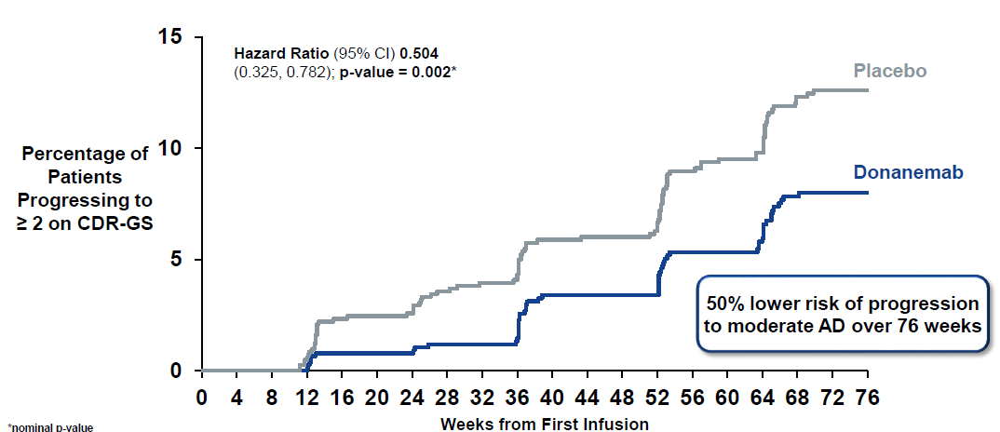 15
Hazard Ratio (95% CI) 0.504
(0.325, 0.782); p-value = 0.002*
Placebo
10
Percentage of
Patients
Progressing to
≥ 2 on CDR-GS
Donanemab
5
50% lower risk of progression
to moderate AD over 76 weeks
0
0 4 8 12 16 20 24 28 32 36 40 44 48 52 56 60 64 68 72 76
Weeks from First Infusion
*nominal p-value